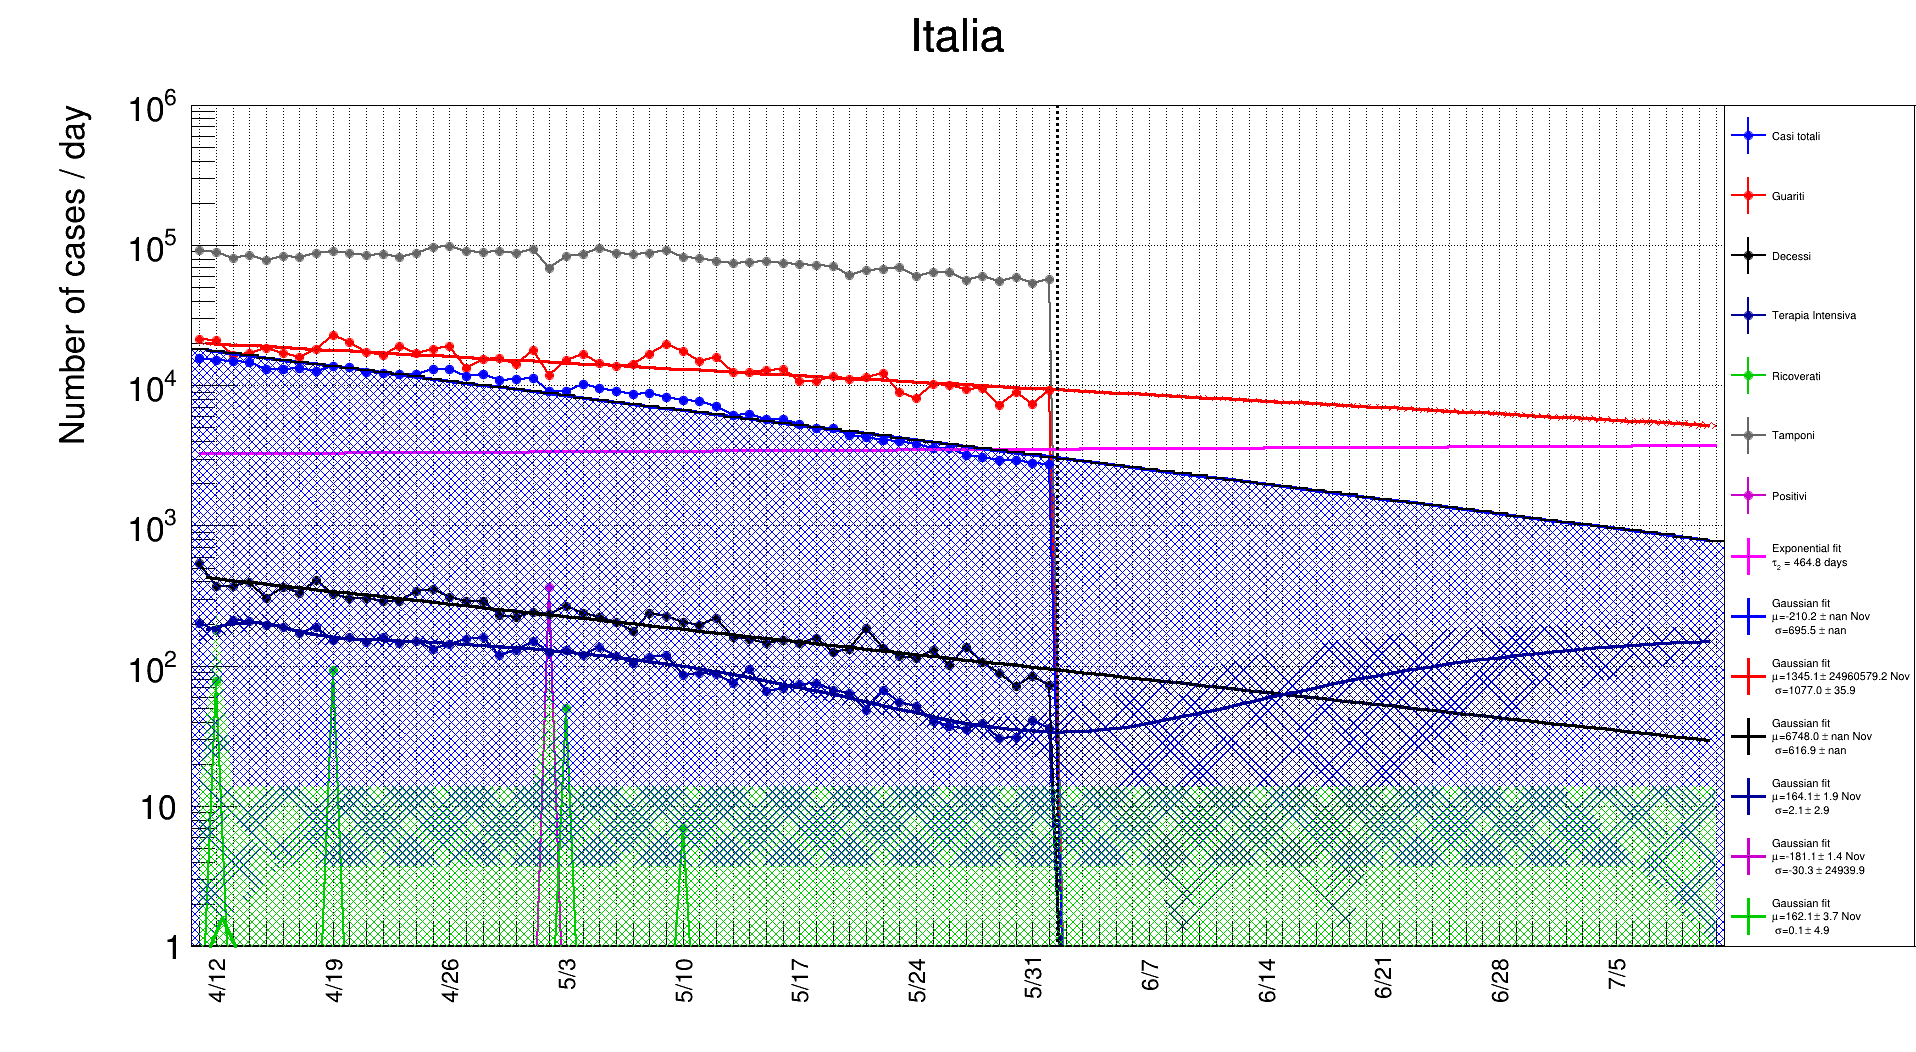 Italia
Number of cases / day
10^6
10^5
10^4
10^3
10^2
10
1
4/12
4/19
4/26
5/3
5/10
5/17
5/24
5/31
6/7
6/14
6/21
6/28
7/5
Casi totali
Guariti
Decessi
Terapia Intensiva
Ricoverati
Tamponi
Positivi
Exponential fit
τ₂ = 464.8 days
Gaussian fit
μ=-210.2 ± nan Nov
σ=695.5 ± nan
Gaussian fit
μ=1345.1 ± 24960579.2 Nov
σ=1077.0 ± 35.9
Gaussian fit
μ=6748.0 ± nan Nov
σ=616.9 ± nan
Gaussian fit
μ=164.1 ± 1.9 Nov
σ=2.1 ± 2.9
Gaussian fit
μ=-181.1 ± 1.4 Nov
σ=-30.3 ± 24939.9
Gaussian fit
μ=162.1 ± 3.7 Nov
σ=0.1 ± 4.9